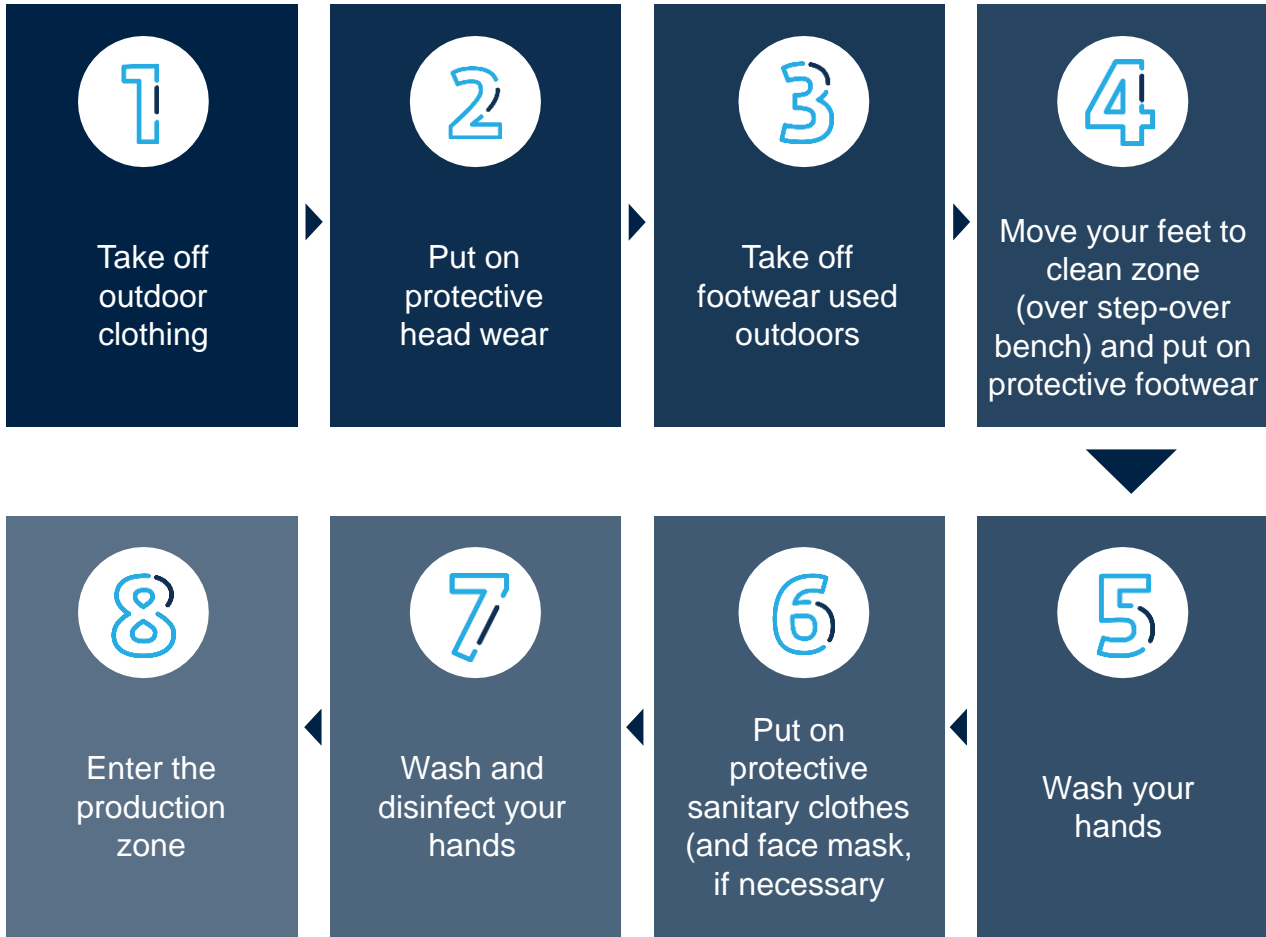 1
Take off
outdoor
clothing
2
Put on
protective
head wear
3
Take off
footwear used
outdoors
4
Move your feet to
clean zone
(over step-over
bench) and put on
protective footwear
5
Wash your
hands
6
Put on
protective
sanitary clothes
(and face mask,
if necessary
7
Wash and
disinfect your
hands
8
Enter the
production
zone